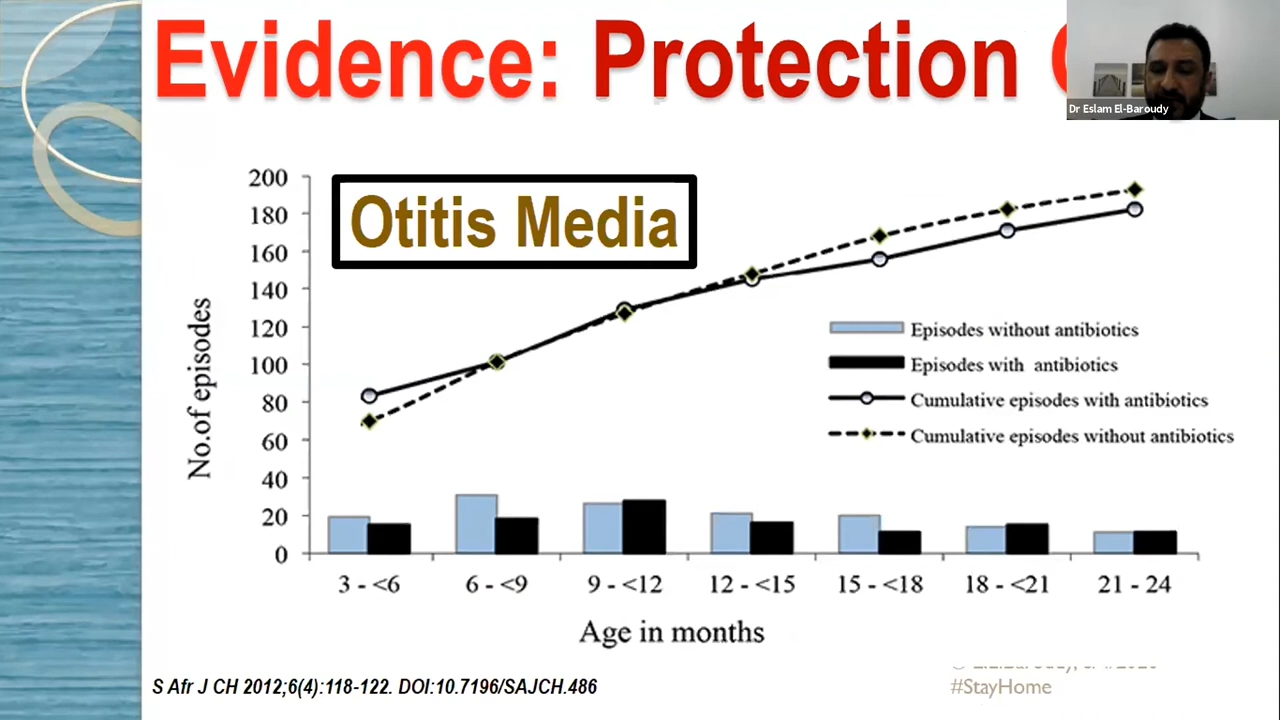 Evidence: Protection
Dr Eslam El-Baroudy
Otitis Media
200
180
160
140
120
100
80
60
40
20
0
No.of episodes
Episodes without antibiotics
Episodes with antibiotics
Cumulative episodes with antibiotics
Cumulative episodes without antibiotics
3 - <6 6 - <9 9 - <12 12 - <15 15 - <18 18 - <21 21 - 24
Age in months
S Afr J CH 2012;6(4):118-122. DOI:10.7196/SAJCH.486
#StayHome